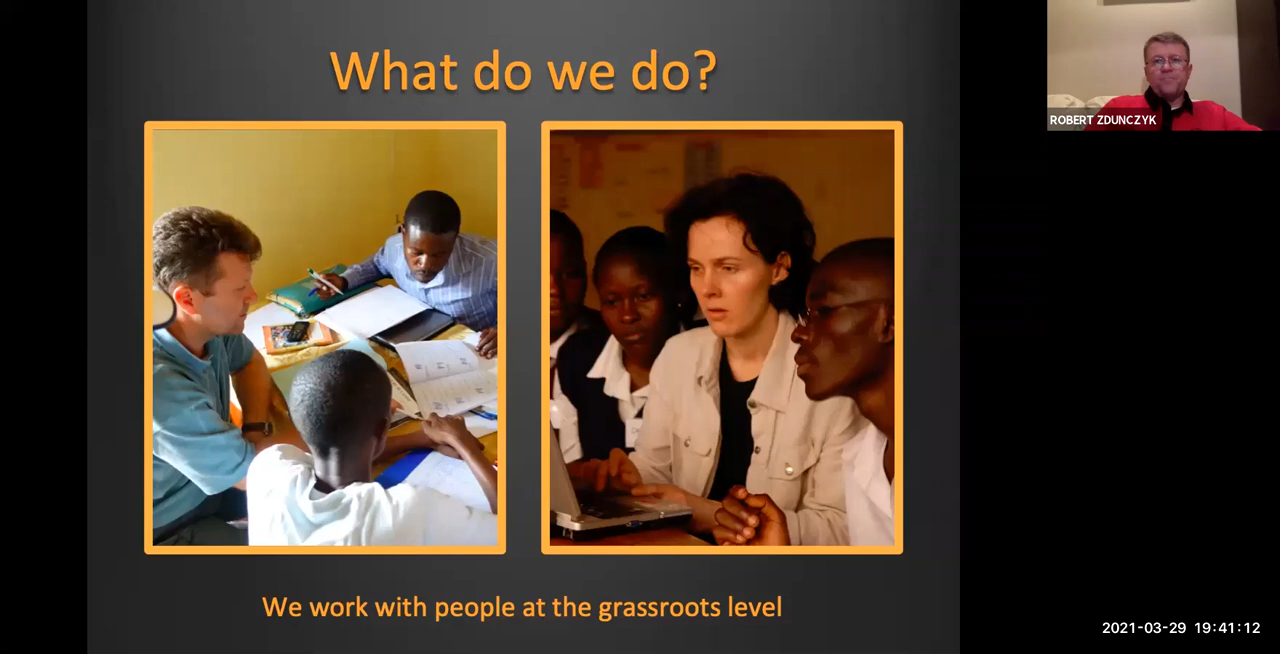 What do we do?
ROBERT ZDUNCZYK
We work with people at the grassroots level
2021-03-29 19:41:12